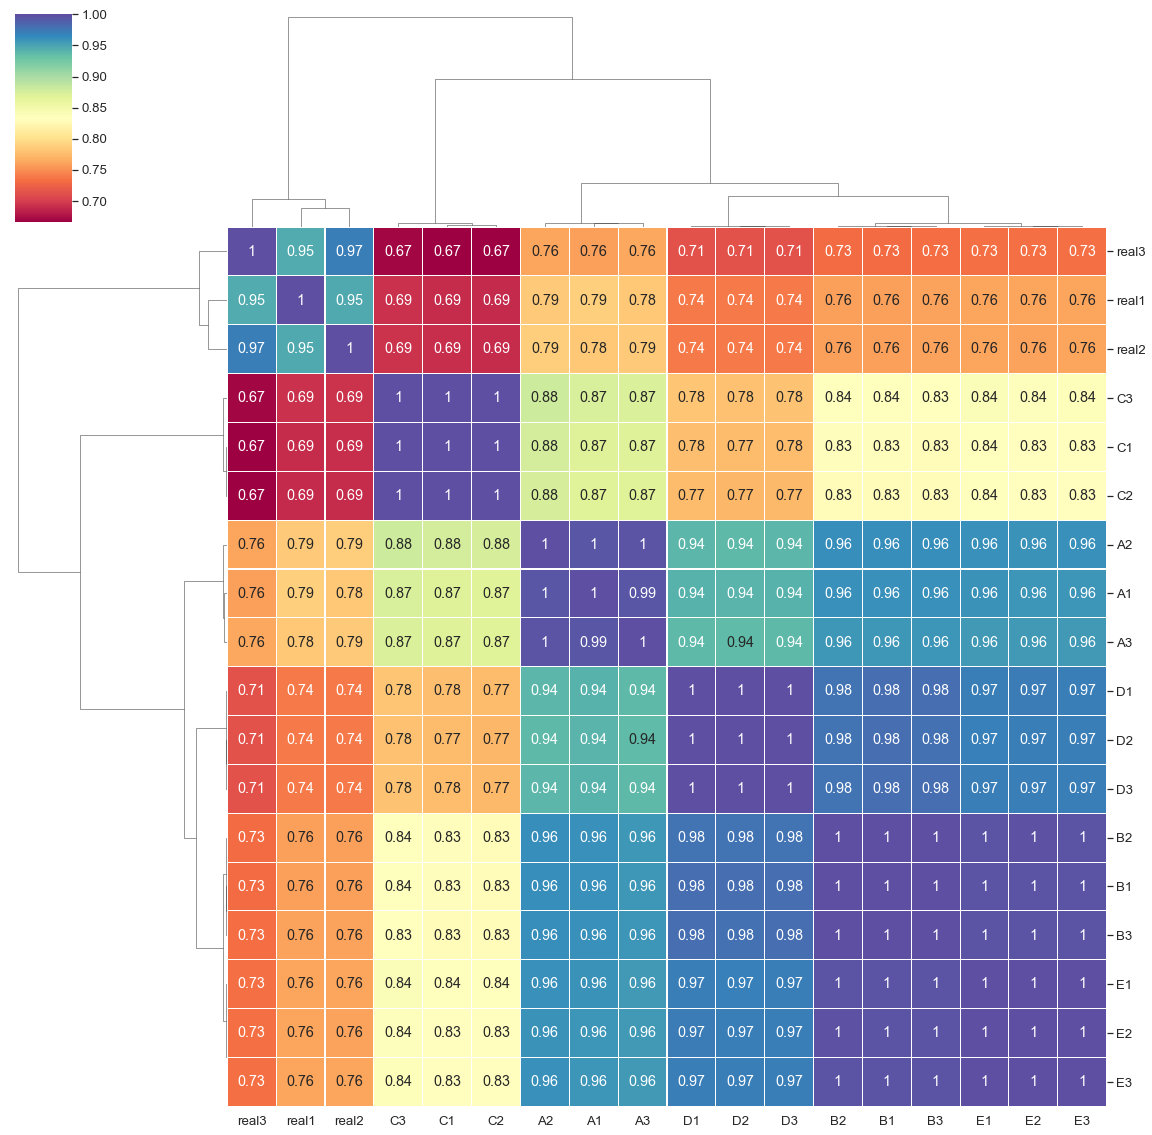 1.00
0.95
0.90
0.85
0.80
0.75
0.70
1 0.95 0.97 0.67 0.67 0.67 0.76 0.76 0.76 0.71 0.71 0.71 0.73 0.73 0.73 0.73 0.73 0.73 real3
0.95 1 0.95 0.69 0.69 0.69 0.79 0.79 0.78 0.74 0.74 0.74 0.76 0.76 0.76 0.76 0.76 0.76 real1
0.97 0.95 1 0.69 0.69 0.69 0.79 0.78 0.79 0.74 0.74 0.74 0.76 0.76 0.76 0.76 0.76 0.76 real2
0.67 0.69 0.69 1 1 1 0.88 0.87 0.87 0.78 0.78 0.78 0.84 0.84 0.83 0.84 0.84 0.84 C3
0.67 0.69 0.69 1 1 1 0.88 0.87 0.87 0.78 0.77 0.78 0.83 0.83 0.83 0.84 0.83 0.83 C1
0.67 0.69 0.69 1 1 1 0.88 0.87 0.87 0.77 0.77 0.77 0.83 0.83 0.83 0.84 0.83 0.83 C2
0.76 0.79 0.79 0.88 0.88 0.88 1 1 1 0.94 0.94 0.94 0.96 0.96 0.96 0.96 0.96 0.96 A2
0.76 0.79 0.78 0.87 0.87 0.87 1 1 0.99 0.94 0.94 0.94 0.96 0.96 0.96 0.96 0.96 0.96 A1
0.76 0.78 0.79 0.87 0.87 0.87 1 0.99 1 0.94 0.94 0.94 0.96 0.96 0.96 0.96 0.96 0.96 A3
0.71 0.74 0.74 0.78 0.78 0.77 0.94 0.94 0.94 1 1 1 0.98 0.98 0.98 0.97 0.97 0.97 D1
0.71 0.74 0.74 0.78 0.77 0.77 0.94 0.94 0.94 1 1 1 0.98 0.98 0.98 0.97 0.97 0.97 D2
0.71 0.74 0.74 0.78 0.78 0.77 0.94 0.94 0.94 1 1 1 0.98 0.98 0.98 0.97 0.97 0.97 D3
0.73 0.76 0.76 0.84 0.83 0.83 0.96 0.96 0.96 0.98 0.98 0.98 1 1 1 1 1 1 B2
0.73 0.76 0.76 0.84 0.83 0.83 0.96 0.96 0.96 0.98 0.98 0.98 1 1 1 1 1 1 B1
0.73 0.76 0.76 0.83 0.83 0.83 0.96 0.96 0.96 0.98 0.98 0.98 1 1 1 1 1 1 B3
0.73 0.76 0.76 0.84 0.84 0.84 0.96 0.96 0.96 0.97 0.97 0.97 1 1 1 1 1 1 E1
0.73 0.76 0.76 0.84 0.83 0.83 0.96 0.96 0.96 0.97 0.97 0.97 1 1 1 1 1 1 E2
0.73 0.76 0.76 0.84 0.83 0.83 0.96 0.96 0.96 0.97 0.97 0.97 1 1 1 1 1 1 E3
real3 real1 real2 C3 C1 C2 A2 A1 A3 D1 D2 D3 B2 B1 B3 E1 E2 E3